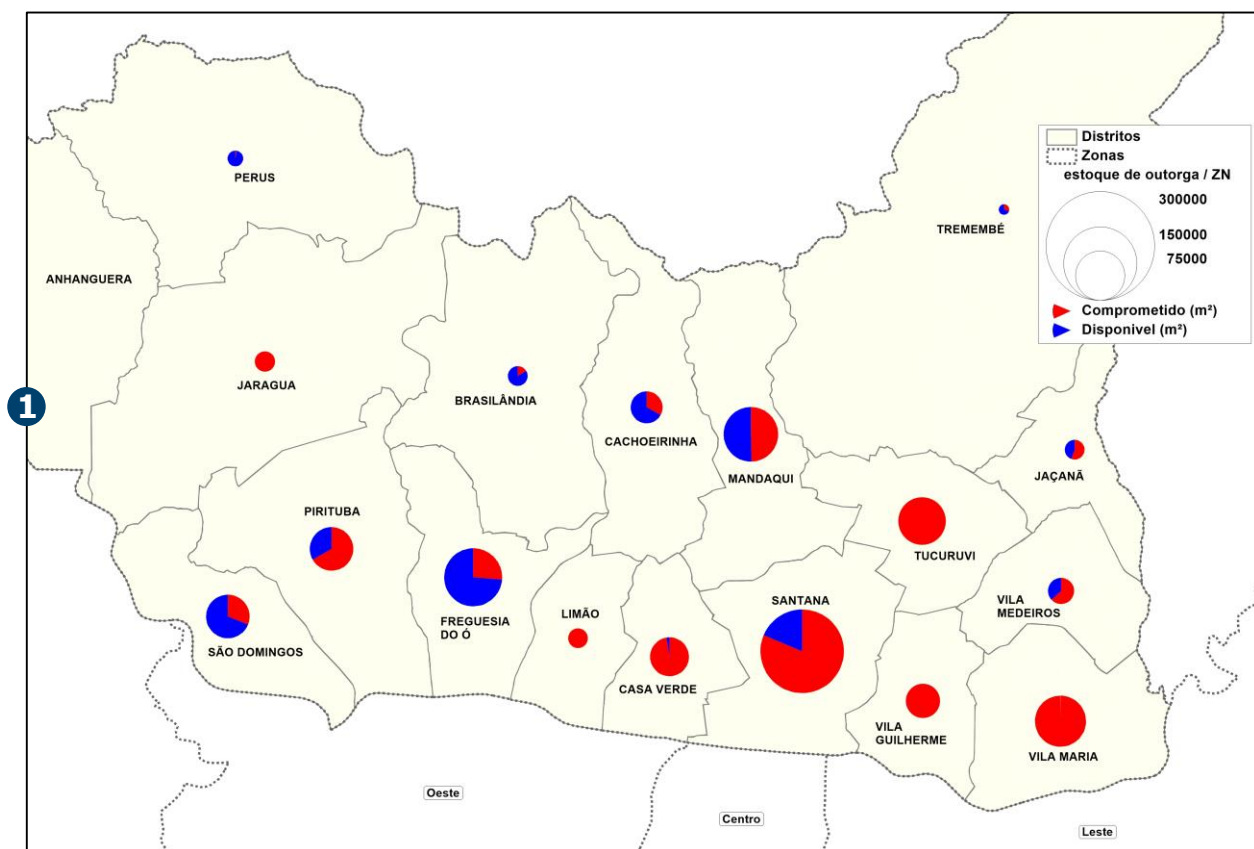 PERUS
TREMEMBÉ
ANHANGUERA
Distritos
Zonas
estoque de outorga / ZN
300000
150000
75000
Comprometido (m²)
Disponivel (m²)
1
JARAGUA
BRASILÂNDIA
CACHOEIRINHA
MANDAQUI
JAÇANÃ
PIRITUBA
TUCURUVI
SÃO DOMINGOS
FREGUESIA
DO Ó
LIMÃO
CASA VERDE
SANTANA
VILA
MEDEIROS
VILA
GUILHERME
VILA MARIA
Oeste
Centro
Leste